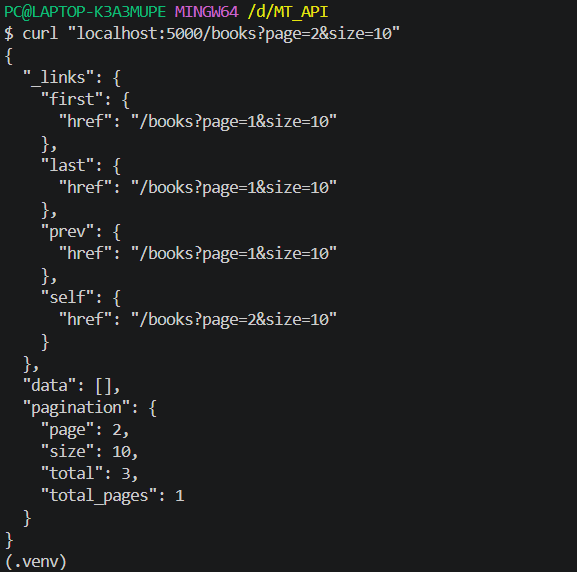 PC@LAPTOP-K3A3MUPE MINGW64 /d/MT_API
$ curl "localhost:5000/books?page=2&size=10"
{
  "_links": {
    "first": {
      "href": "/books?page=1&size=10"
    },
    "last": {
      "href": "/books?page=1&size=10"
    },
    "prev": {
      "href": "/books?page=1&size=10"
    },
    "self": {
      "href": "/books?page=2&size=10"
    }
  },
  "data": [],
  "pagination": {
    "page": 2,
    "size": 10,
    "total": 3,
    "total_pages": 1
  }
}
(.venv)